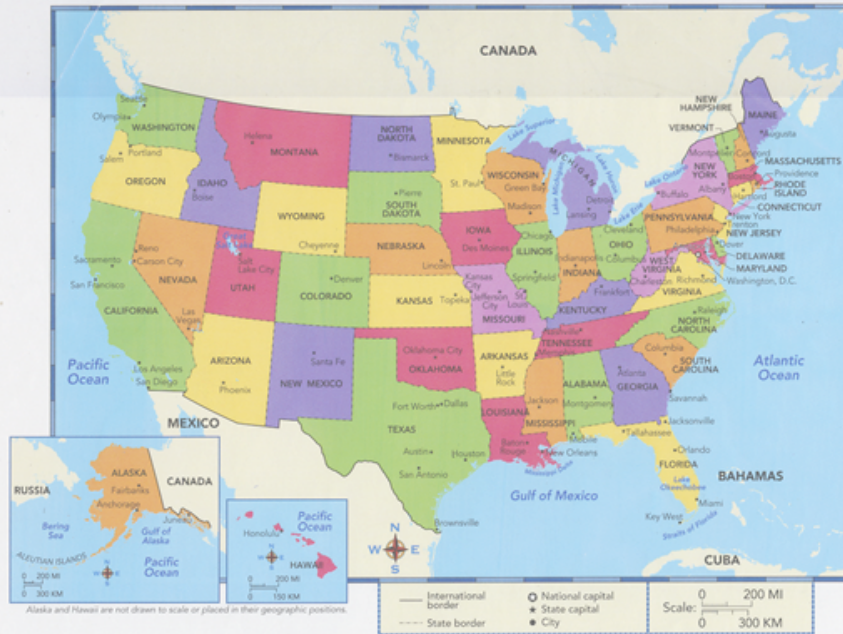 CANADA
Seattle
Olympia
WASHINGTON
Portland
Salem
OREGON
IDAHO
Boise
Helena
MONTANA
NORTH
DAKOTA
Bismarck
MINNESOTA
St. Paul
Lake Superior
MICHIGAN
Lake Michigan
Lansing
Detroit
Lake Erie
Lake Ontario
WISCONSIN
Green Bay
Madison
NEW
HAMPSHIRE
VERMONT
MAINE
Augusta
Montpelier
Concord
MASSACHUSETTS
Boston
Providence
RHODE
ISLAND
Hartford
CONNECTICUT
NEW
YORK
Buffalo
Albany
New York
Trenton
NEW JERSEY
PENNSYLVANIA
Philadelphia
Dover
DELAWARE
MARYLAND
Washington, D.C.
SOUTH
DAKOTA
Pierre
WYOMING
Cheyenne
IOWA
Des Moines
NEBRASKA
Lincoln
Chicago
ILLINOIS
Springfield
INDIANA
Indianapolis
Cleveland
OHIO
Columbus
WEST
VIRGINIA
Charleston
Richmond
VIRGINIA
Reno
Carson City
NEVADA
Las
Vegas
Sacramento
San Francisco
CALIFORNIA
Los Angeles
San Diego
Great
Salt Lake
Salt
Lake City
UTAH
Denver
COLORADO
KANSAS
Topeka
Kansas
City
Jefferson
City
St.
Louis
MISSOURI
Frankfort
KENTUCKY
Nashville
TENNESSEE
Memphis
Raleigh
NORTH
CAROLINA
Columbia
SOUTH
CAROLINA
ARIZONA
Phoenix
Santa Fe
NEW MEXICO
Oklahoma City
OKLAHOMA
ARKANSAS
Little
Rock
Jackson
MISSISSIPPI
ALABAMA
Montgomery
Mobile
Atlanta
GEORGIA
Savannah
Jacksonville
Tallahassee
Orlando
FLORIDA
Lake
Okeechobee
Miami
Key West
Straits of Florida
Fort Worth
Dallas
TEXAS
Austin
Houston
San Antonio
Brownsville
LOUISIANA
Baton
Rouge
New Orleans
Mississippi Delta
Gulf of Mexico
Pacific
Ocean
Atlantic
Ocean
MEXICO
BAHAMAS
CUBA
RUSSIA
ALASKA
Fairbanks
Anchorage
Juneau
CANADA
Bering
Sea
Gulf of
Alaska
ALEUTIAN ISLANDS
Pacific
Ocean
N
W E
S
0 200 MI
0 300 KM
Honolulu
Pacific
Ocean
HAWAII
N
W E
S
0 200 MI
0 150 KM
N
W E
S
Alaska and Hawaii are not drawn to scale or placed in their geographic positions.
International
border
State border
National capital
State capital
City
Scale:
0 200 MI
0 300 KM